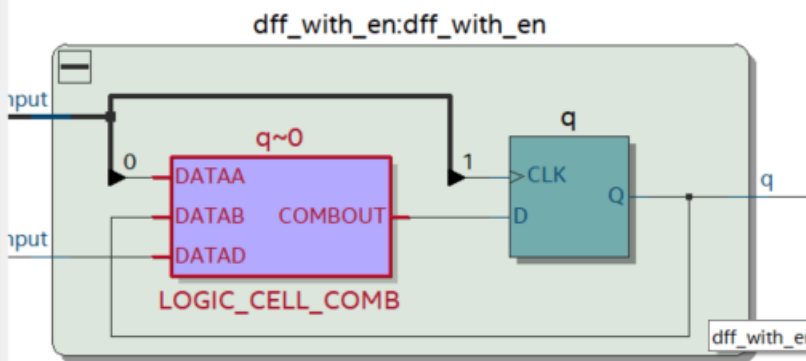 dff_with_en:dff_with_en
nput
q~0
q
0
1
DATAA
CLK
DATAB
COMBOUT
D
Q
q
nput
DATAD
LOGIC_CELL_COMB
dff_with_e